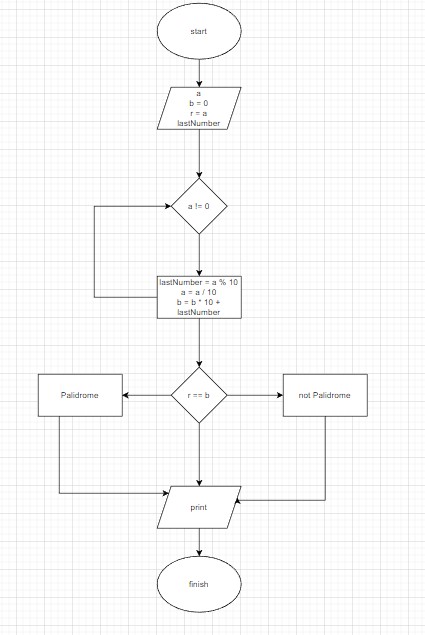 start
a
b = 0
r = a
lastNumber
a != 0
lastNumber = a % 10
a = a / 10
b = b * 10 +
lastNumber
Palidrome
r == b
not Palidrome
print
finish